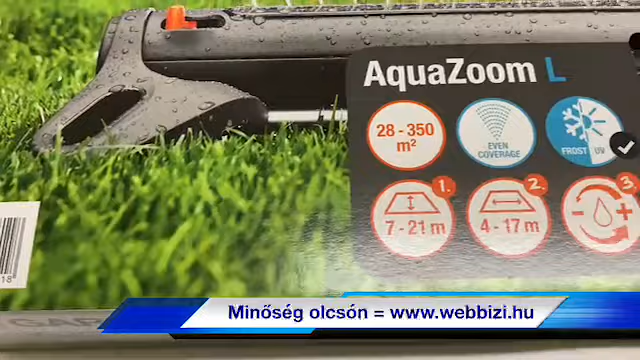 AquaZoom L
28 - 350
m²
EVEN
COVERAGE
FROST UV
1.
7 - 21 m
2.
4 - 17 m
3.
- +
18
Minőség olcsón = www.webbizi.hu